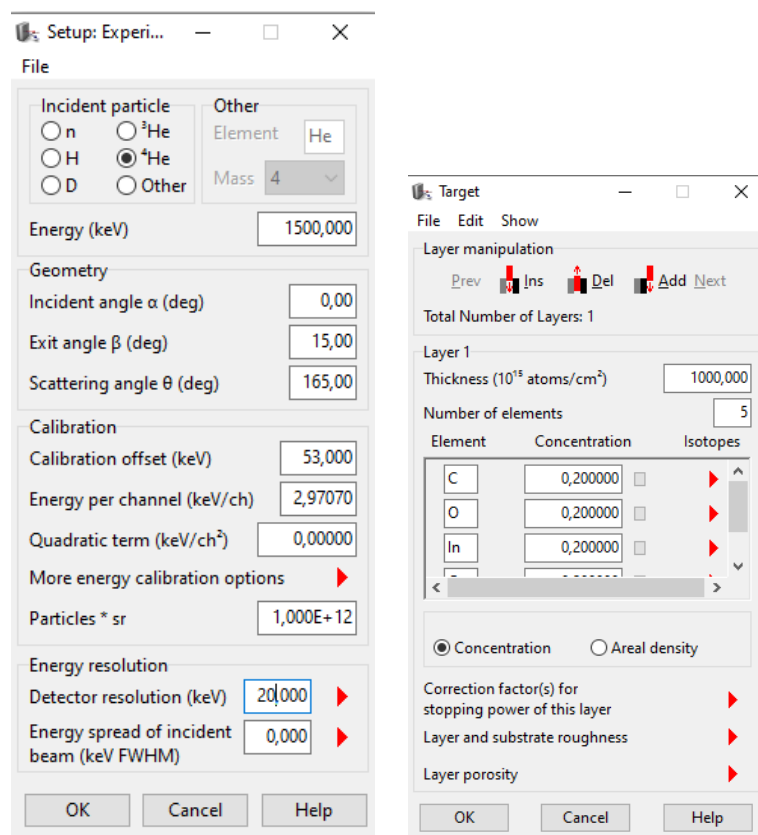 Setup: Experi...
File
Incident particle
Other
n
³He
Element
He
H
⁴He
D
Other
Mass
4
Energy (keV)
1500,000
Geometry
Incident angle α (deg)
0,00
Exit angle β (deg)
15,00
Scattering angle θ (deg)
165,00
Calibration
Calibration offset (keV)
53,000
Energy per channel (keV/ch)
2,97070
Quadratic term (keV/ch²)
0,00000
More energy calibration options
Particles * sr
1,000E+12
Energy resolution
Detector resolution (keV)
20,000
Energy spread of incident
beam (keV FWHM)
0,000
OK
Cancel
Help
Target
File Edit Show
Layer manipulation
Prev
Ins
Del
Add
Next
Total Number of Layers: 1
Layer 1
Thickness (10¹⁵ atoms/cm²)
1000,000
Number of elements
5
Element
Concentration
Isotopes
C
0,200000
O
0,200000
In
0,200000
Concentration
Areal density
Correction factor(s) for
stopping power of this layer
Layer and substrate roughness
Layer porosity
OK
Cancel
Help